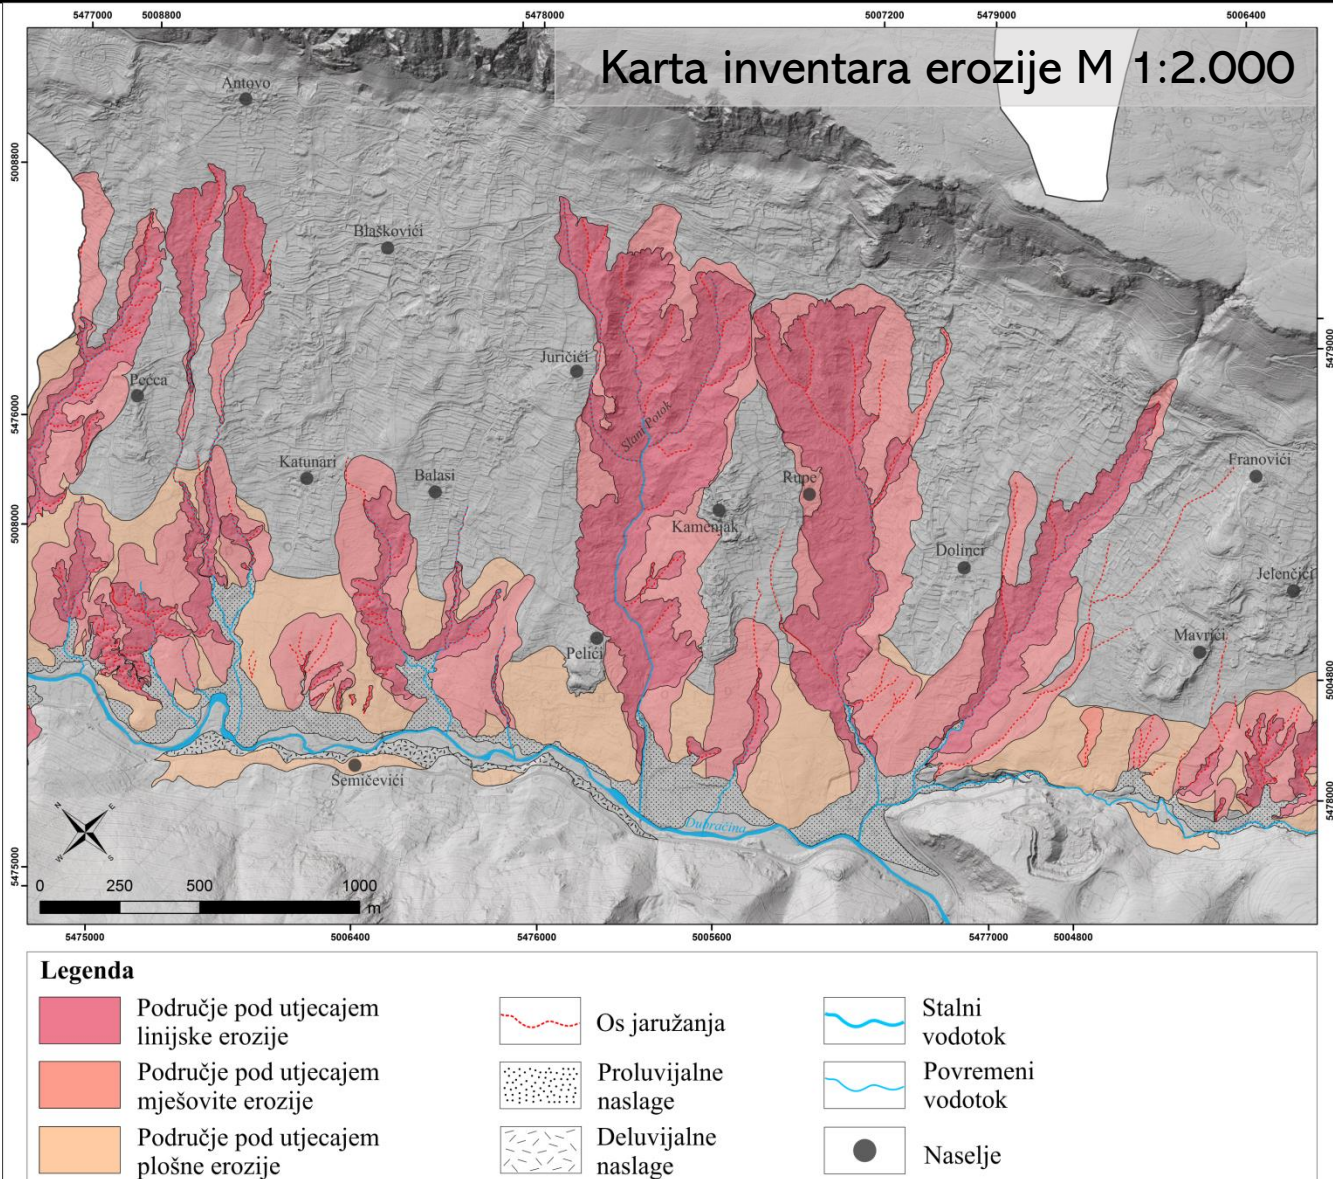 5477000 5008800 5478000 5007200 5479000 5006400
Karta inventara erozije M 1:2.000
Antovo
5008800
Blaškovići
Juričići
5479000
Pećca
5476000
Slani Potok
Katunari
Balasi
Rupe
Franovići
5008000
Kamenjak
Dolinci
Jelenčići
Pelići
Mavrići
5004800
Semičevići
5478000
Dubračina
N E
W S
5475000
0 250 500 1000
m
5475000 5006400 5476000 5005600 5477000 5004800
Legenda
Područje pod utjecajem
linijske erozije
Područje pod utjecajem
mješovite erozije
Područje pod utjecajem
plošne erozije
Os jaružanja
Proluvijalne
naslage
Deluvijalne
naslage
Stalni
vodotok
Povremeni
vodotok
Naselje